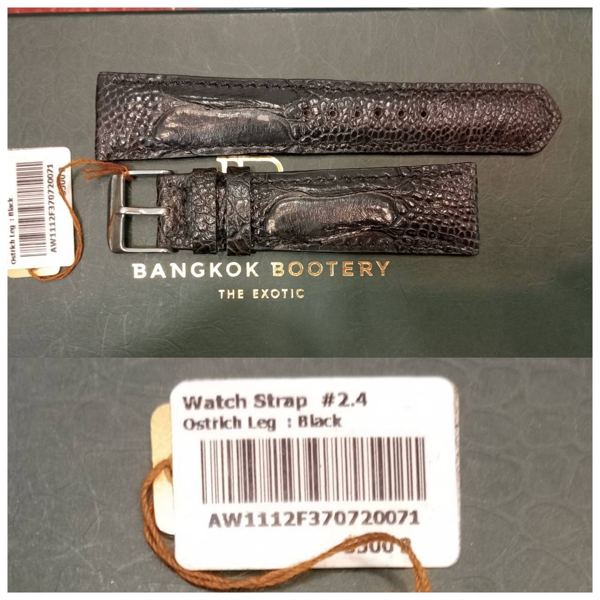 Ostrich Leg : Black
AW1112F370720071
BANGKOK BOOTERY
THE EXOTIC
Watch Strap #2.4
Ostrich Leg : Black
AW1112F370720071